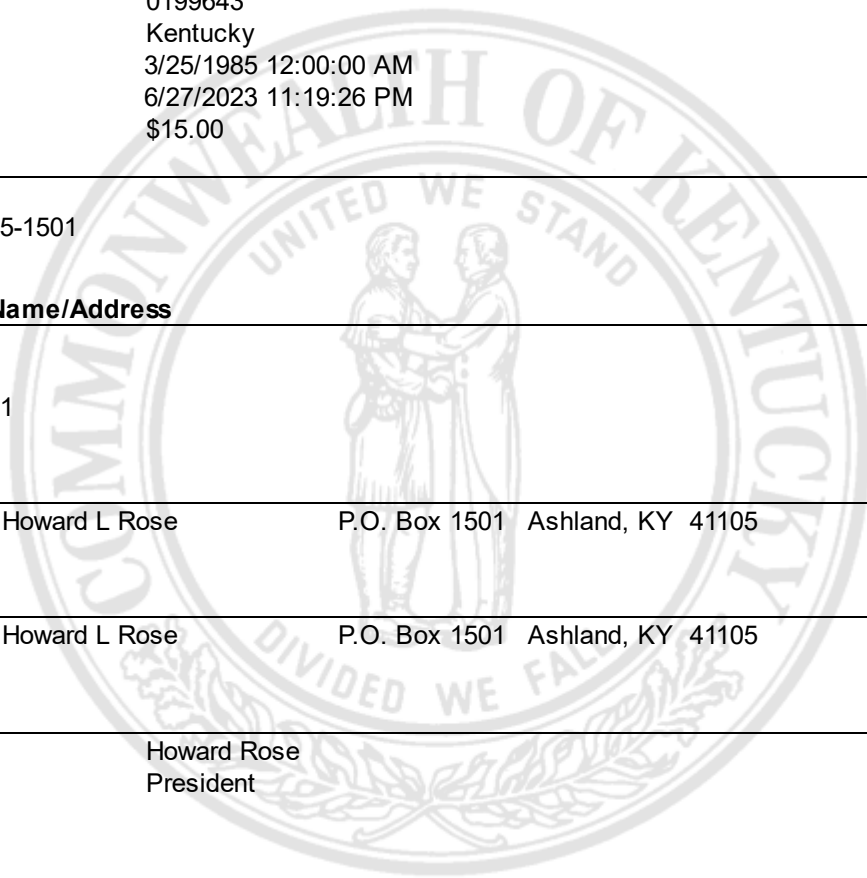 0199643
Kentucky
3/25/1985 12:00:00 AM
6/27/2023 11:19:26 PM
$15.00
5-1501
Name/Address
1
Howard L Rose P.O. Box 1501 Ashland, KY 41105
Howard L Rose P.O. Box 1501 Ashland, KY 41105
Howard Rose
President
COMMONWEALTH OF KENTUCKY
UNITED WE STAND
DIVIDED WE FALL